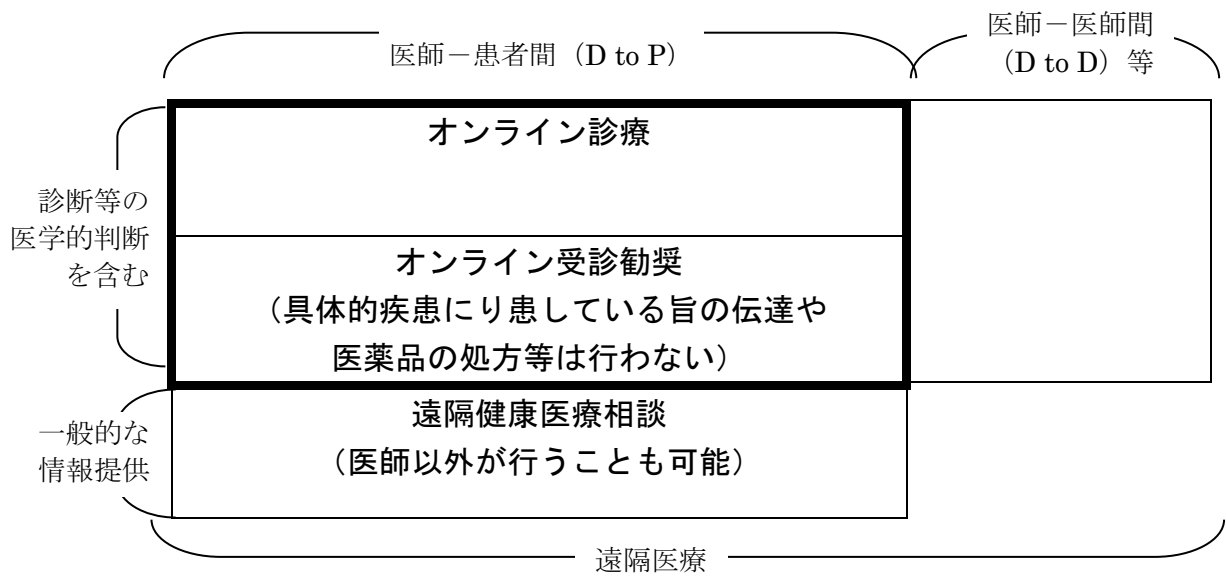 医師－患者間（D to P）
医師－医師間
（D to D）等
診断等の
医学的判断
を含む
オンライン診療
オンライン受診勧奨
（具体的疾患にり患している旨の伝達や
医薬品の処方等は行わない）
一般的な
情報提供
遠隔健康医療相談
（医師以外が行うことも可能）
遠隔医療